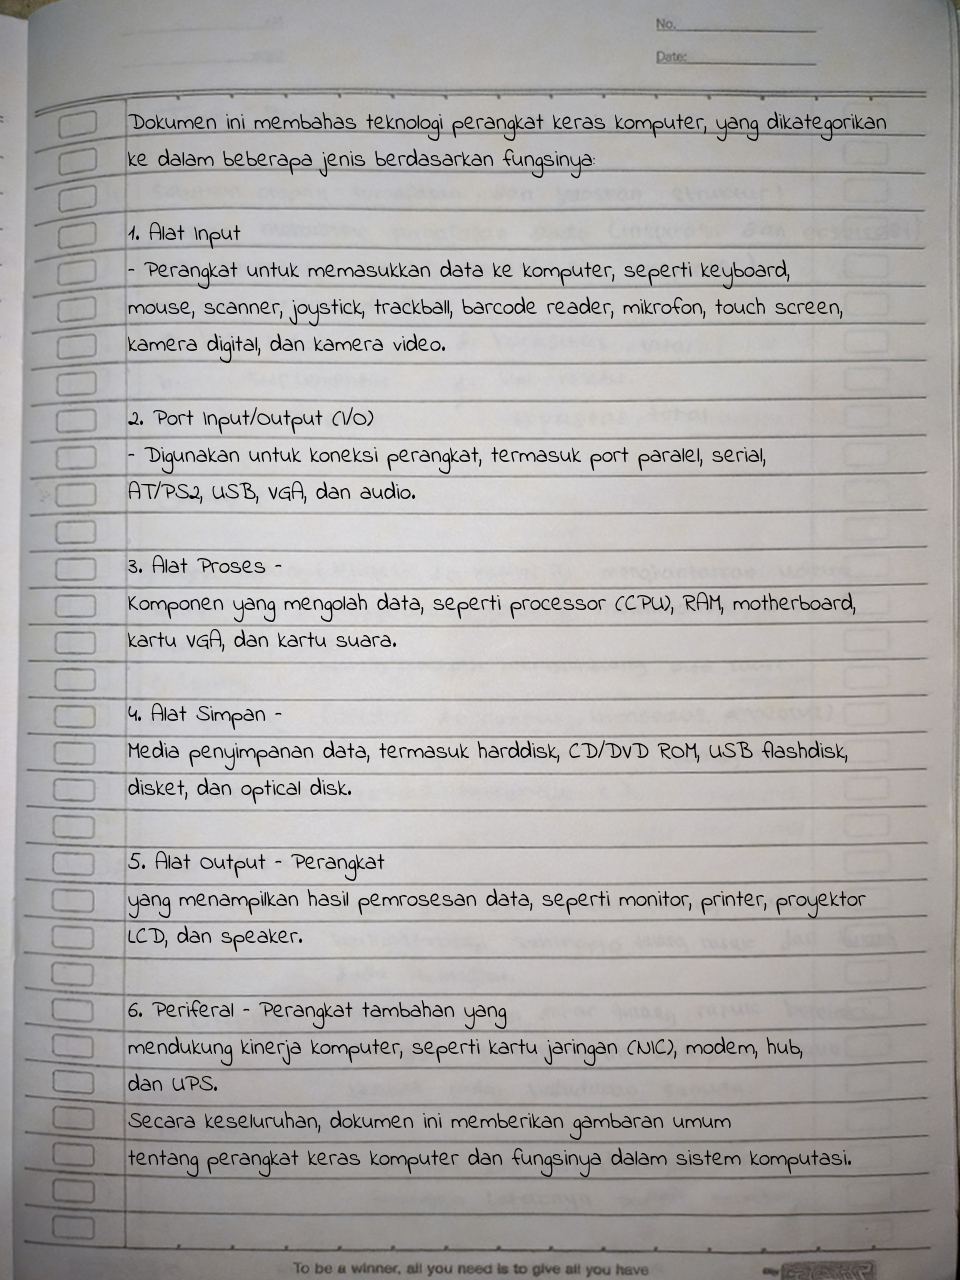 No.
Date:
Dokumen ini membahas teknologi perangkat keras komputer, yang dikategorikan
ke dalam beberapa jenis berdasarkan fungsinya:
1. Alat Input
- Perangkat untuk memasukkan data ke komputer, seperti keyboard,
mouse, scanner, joystick, trackball, barcode reader, mikrofon, touch screen,
kamera digital, dan kamera video.
2. Port Input/Output (I/O)
- Digunakan untuk koneksi perangkat, termasuk port paralel, serial,
AT/PS2, USB, VGA, dan audio.
3. Alat Proses -
Komponen yang mengolah data, seperti processor (CPU), RAM, motherboard,
kartu VGA, dan kartu suara.
4. Alat Simpan -
Media penyimpanan data, termasuk harddisk, CD/DVD ROM, USB flashdisk,
disket, dan optical disk.
5. Alat Output - Perangkat
yang menampilkan hasil pemrosesan data, seperti monitor, printer, proyektor
LCD, dan speaker.
6. Periferal - Perangkat tambahan yang
mendukung kinerja komputer, seperti kartu jaringan (NIC), modem, hub,
dan UPS.
Secara keseluruhan, dokumen ini memberikan gambaran umum
tentang perangkat keras komputer dan fungsinya dalam sistem komputasi.
To be a winner, all you need is to give all you have